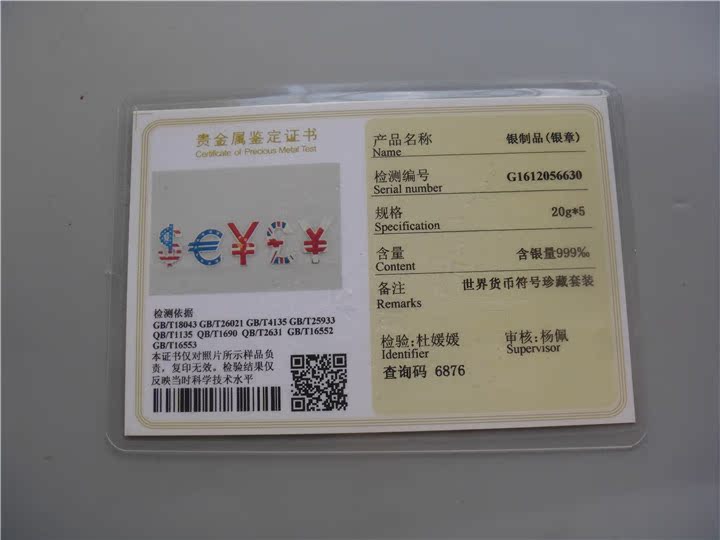 贵金属鉴定证书
Certificate of Precious Metal Test
$ € ¥ £ ¥
检测依据
GB/T18043 GB/T26021 GB/T4135 GB/T25933
QB/T1135 QB/T1690 QB/T2631 GB/T16552
GB/T16553
本证书仅对照片所示样品负
责，复印无效。检验结果仅
反映当时科学技术水平
产品名称 银制品(银章)
Name
检测编号 G1612056630
Serial number
规格 20g*5
Specification
含量 含银量999‰
Content
备注 世界货币符号珍藏套装
Remarks
检验:杜媛媛 审核:杨佩
Identifier Supervisor
查询码 6876